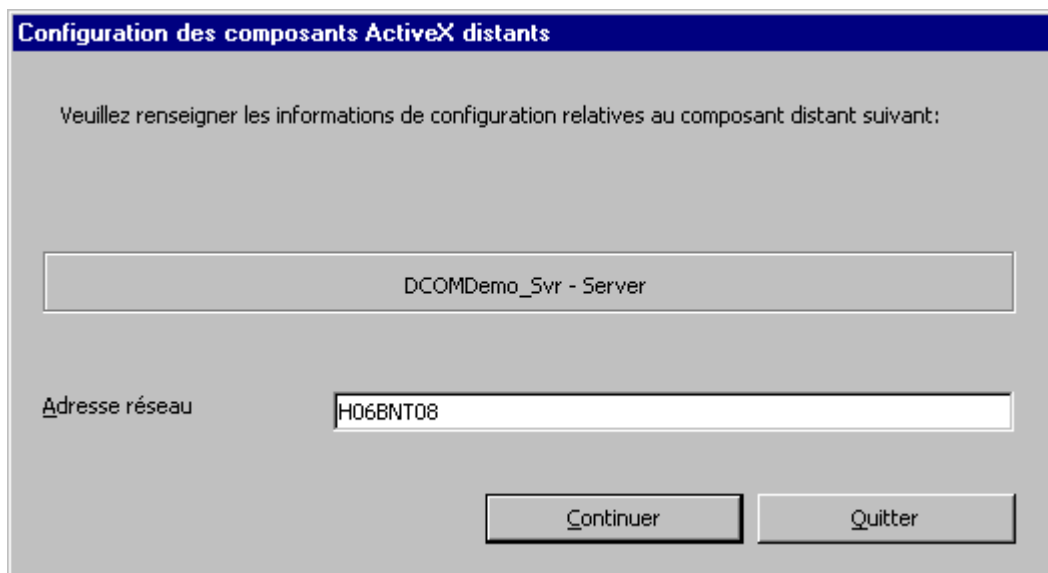 Configuration des composants ActiveX distants
Veuillez renseigner les informations de configuration relatives au composant distant suivant:
DCOMDemo_Svr - Server
Adresse réseau
H06BNT08
Continuer
Quitter